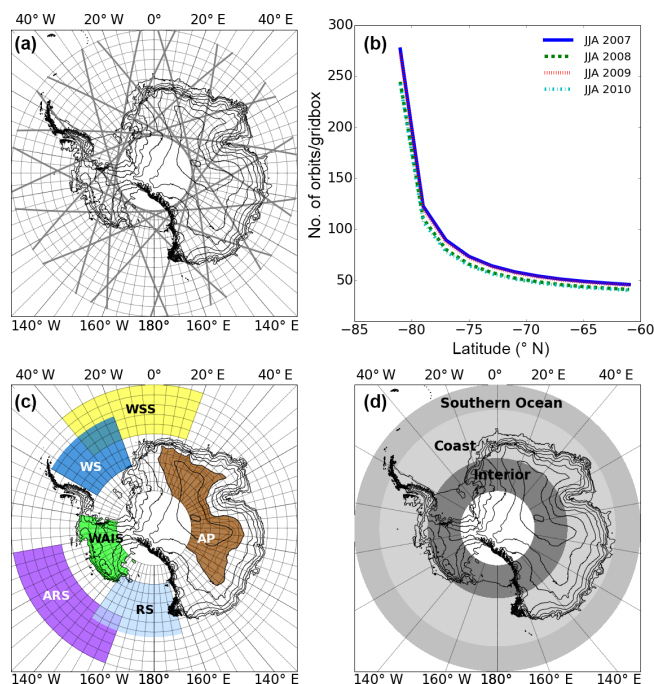 40° W 20° W 0° 20° E 40° E
(a)
140° W 160° W 180° 160° E 140° E
(b)
JJA 2007
JJA 2008
JJA 2009
JJA 2010
No. of orbits/gridbox
300
250
200
150
100
50
−85 −80 −75 −70 −65 −60
Latitude (° N)
40° W 20° W 0° 20° E 40° E
(c)
WSS
WS
WAIS
AP
ARS
RS
140° W 160° W 180° 160° E 140° E
40° W 20° W 0° 20° E 40° E
(d)
Southern Ocean
Coast
Interior
140° W 160° W 180° 160° E 140° E